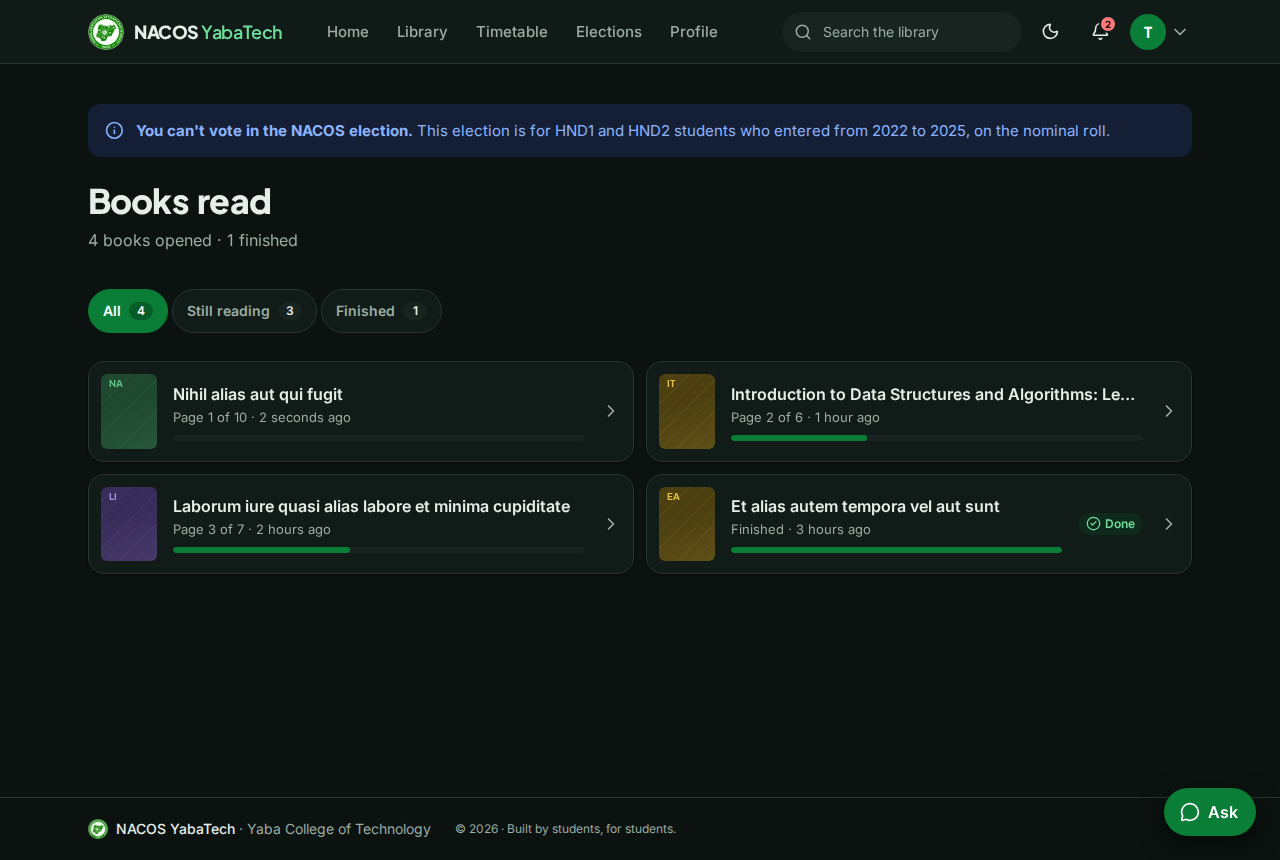 NACOS YabaTech
Home
Library
Timetable
Elections
Profile
Search the library
2
T
You can't vote in the NACOS election. This election is for HND1 and HND2 students who entered from 2022 to 2025, on the nominal roll.
Books read
4 books opened · 1 finished
All 4
Still reading 3
Finished 1
NA
Nihil alias aut qui fugit
Page 1 of 10 · 2 seconds ago
IT
Introduction to Data Structures and Algorithms: Le...
Page 2 of 6 · 1 hour ago
LI
Laborum iure quasi alias labore et minima cupiditate
Page 3 of 7 · 2 hours ago
EA
Et alias autem tempora vel aut sunt
Finished · 3 hours ago
Done
NACOS YabaTech · Yaba College of Technology
© 2026 · Built by students, for students.
Ask